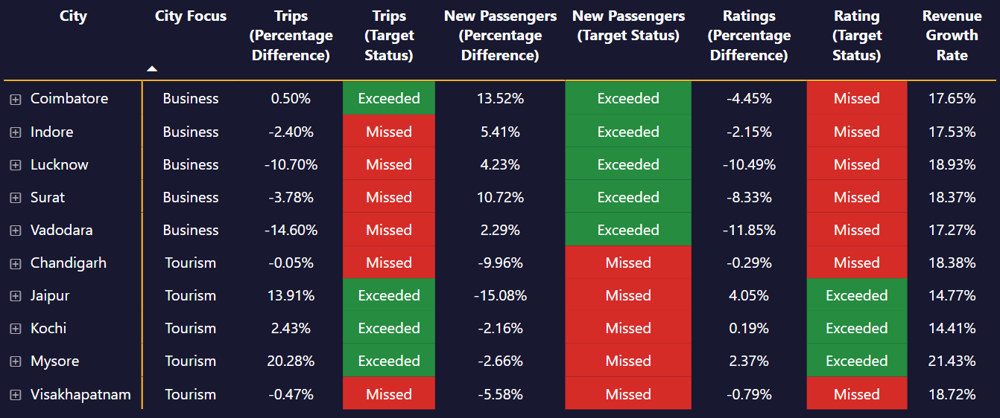 City City Focus Trips (Percentage Difference) Trips (Target Status) New Passengers (Percentage Difference) New Passengers (Target Status) Ratings (Percentage Difference) Rating (Target Status) Revenue Growth Rate
Coimbatore Business 0.50% Exceeded 13.52% Exceeded -4.45% Missed 17.65%
Indore Business -2.40% Missed 5.41% Exceeded -2.15% Missed 17.53%
Lucknow Business -10.70% Missed 4.23% Exceeded -10.49% Missed 18.93%
Surat Business -3.78% Missed 10.72% Exceeded -8.33% Missed 18.37%
Vadodara Business -14.60% Missed 2.29% Exceeded -11.85% Missed 17.27%
Chandigarh Tourism -0.05% Missed -9.96% Missed -0.29% Missed 18.38%
Jaipur Tourism 13.91% Exceeded -15.08% Missed 4.05% Exceeded 14.77%
Kochi Tourism 2.43% Exceeded -2.16% Missed 0.19% Exceeded 14.41%
Mysore Tourism 20.28% Exceeded -2.66% Missed 2.37% Exceeded 21.43%
Visakhapatnam Tourism -0.47% Missed -5.58% Missed -0.79% Missed 18.72%